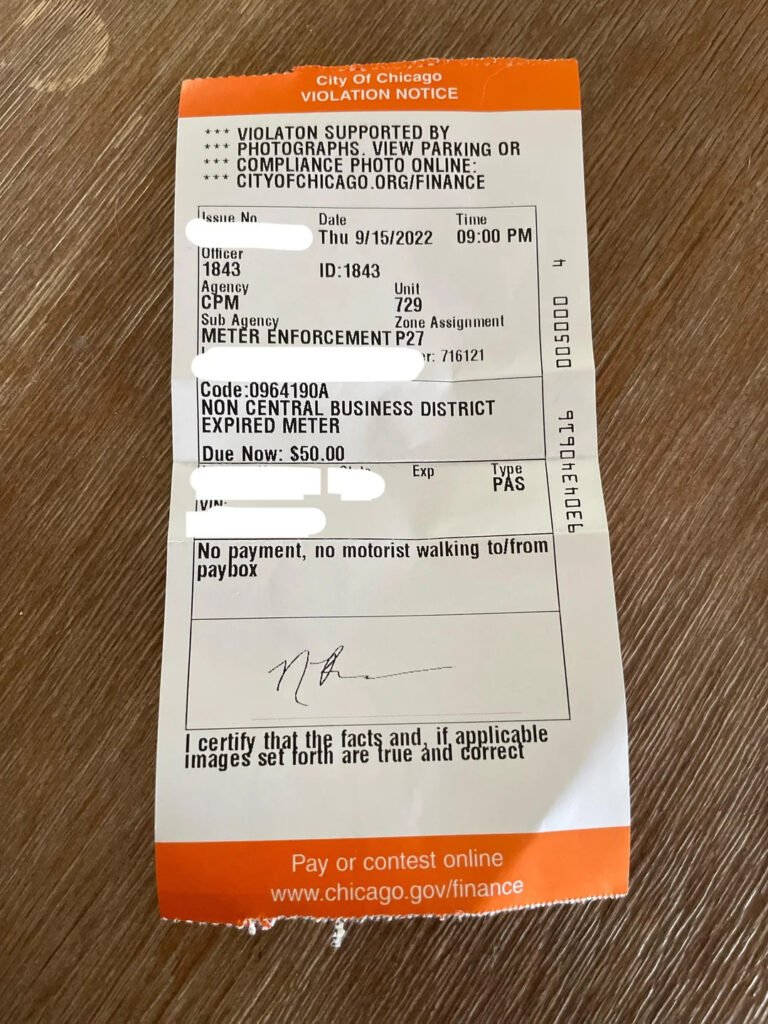 City Of Chicago
VIOLATION NOTICE
*** VIOLATON SUPPORTED BY
*** PHOTOGRAPHS. VIEW PARKING OR
*** COMPLIANCE PHOTO ONLINE:
*** CITYOFCHICAGO.ORG/FINANCE
Issue No Date Time
Thu 9/15/2022 09:00 PM
Officer
1843 ID:1843
Agency Unit
CPM 729
Sub Agency Zone Assignment
METER ENFORCEMENT P27
716121
Code:0964190A
NON CENTRAL BUSINESS DISTRICT
EXPIRED METER
Due Now: $50.00
Exp Type
PAS
VIN:
No payment, no motorist walking to/from
paybox
I certify that the facts and, if applicable
images set forth are true and correct
Pay or contest online
www.chicago.gov/finance
005000 4